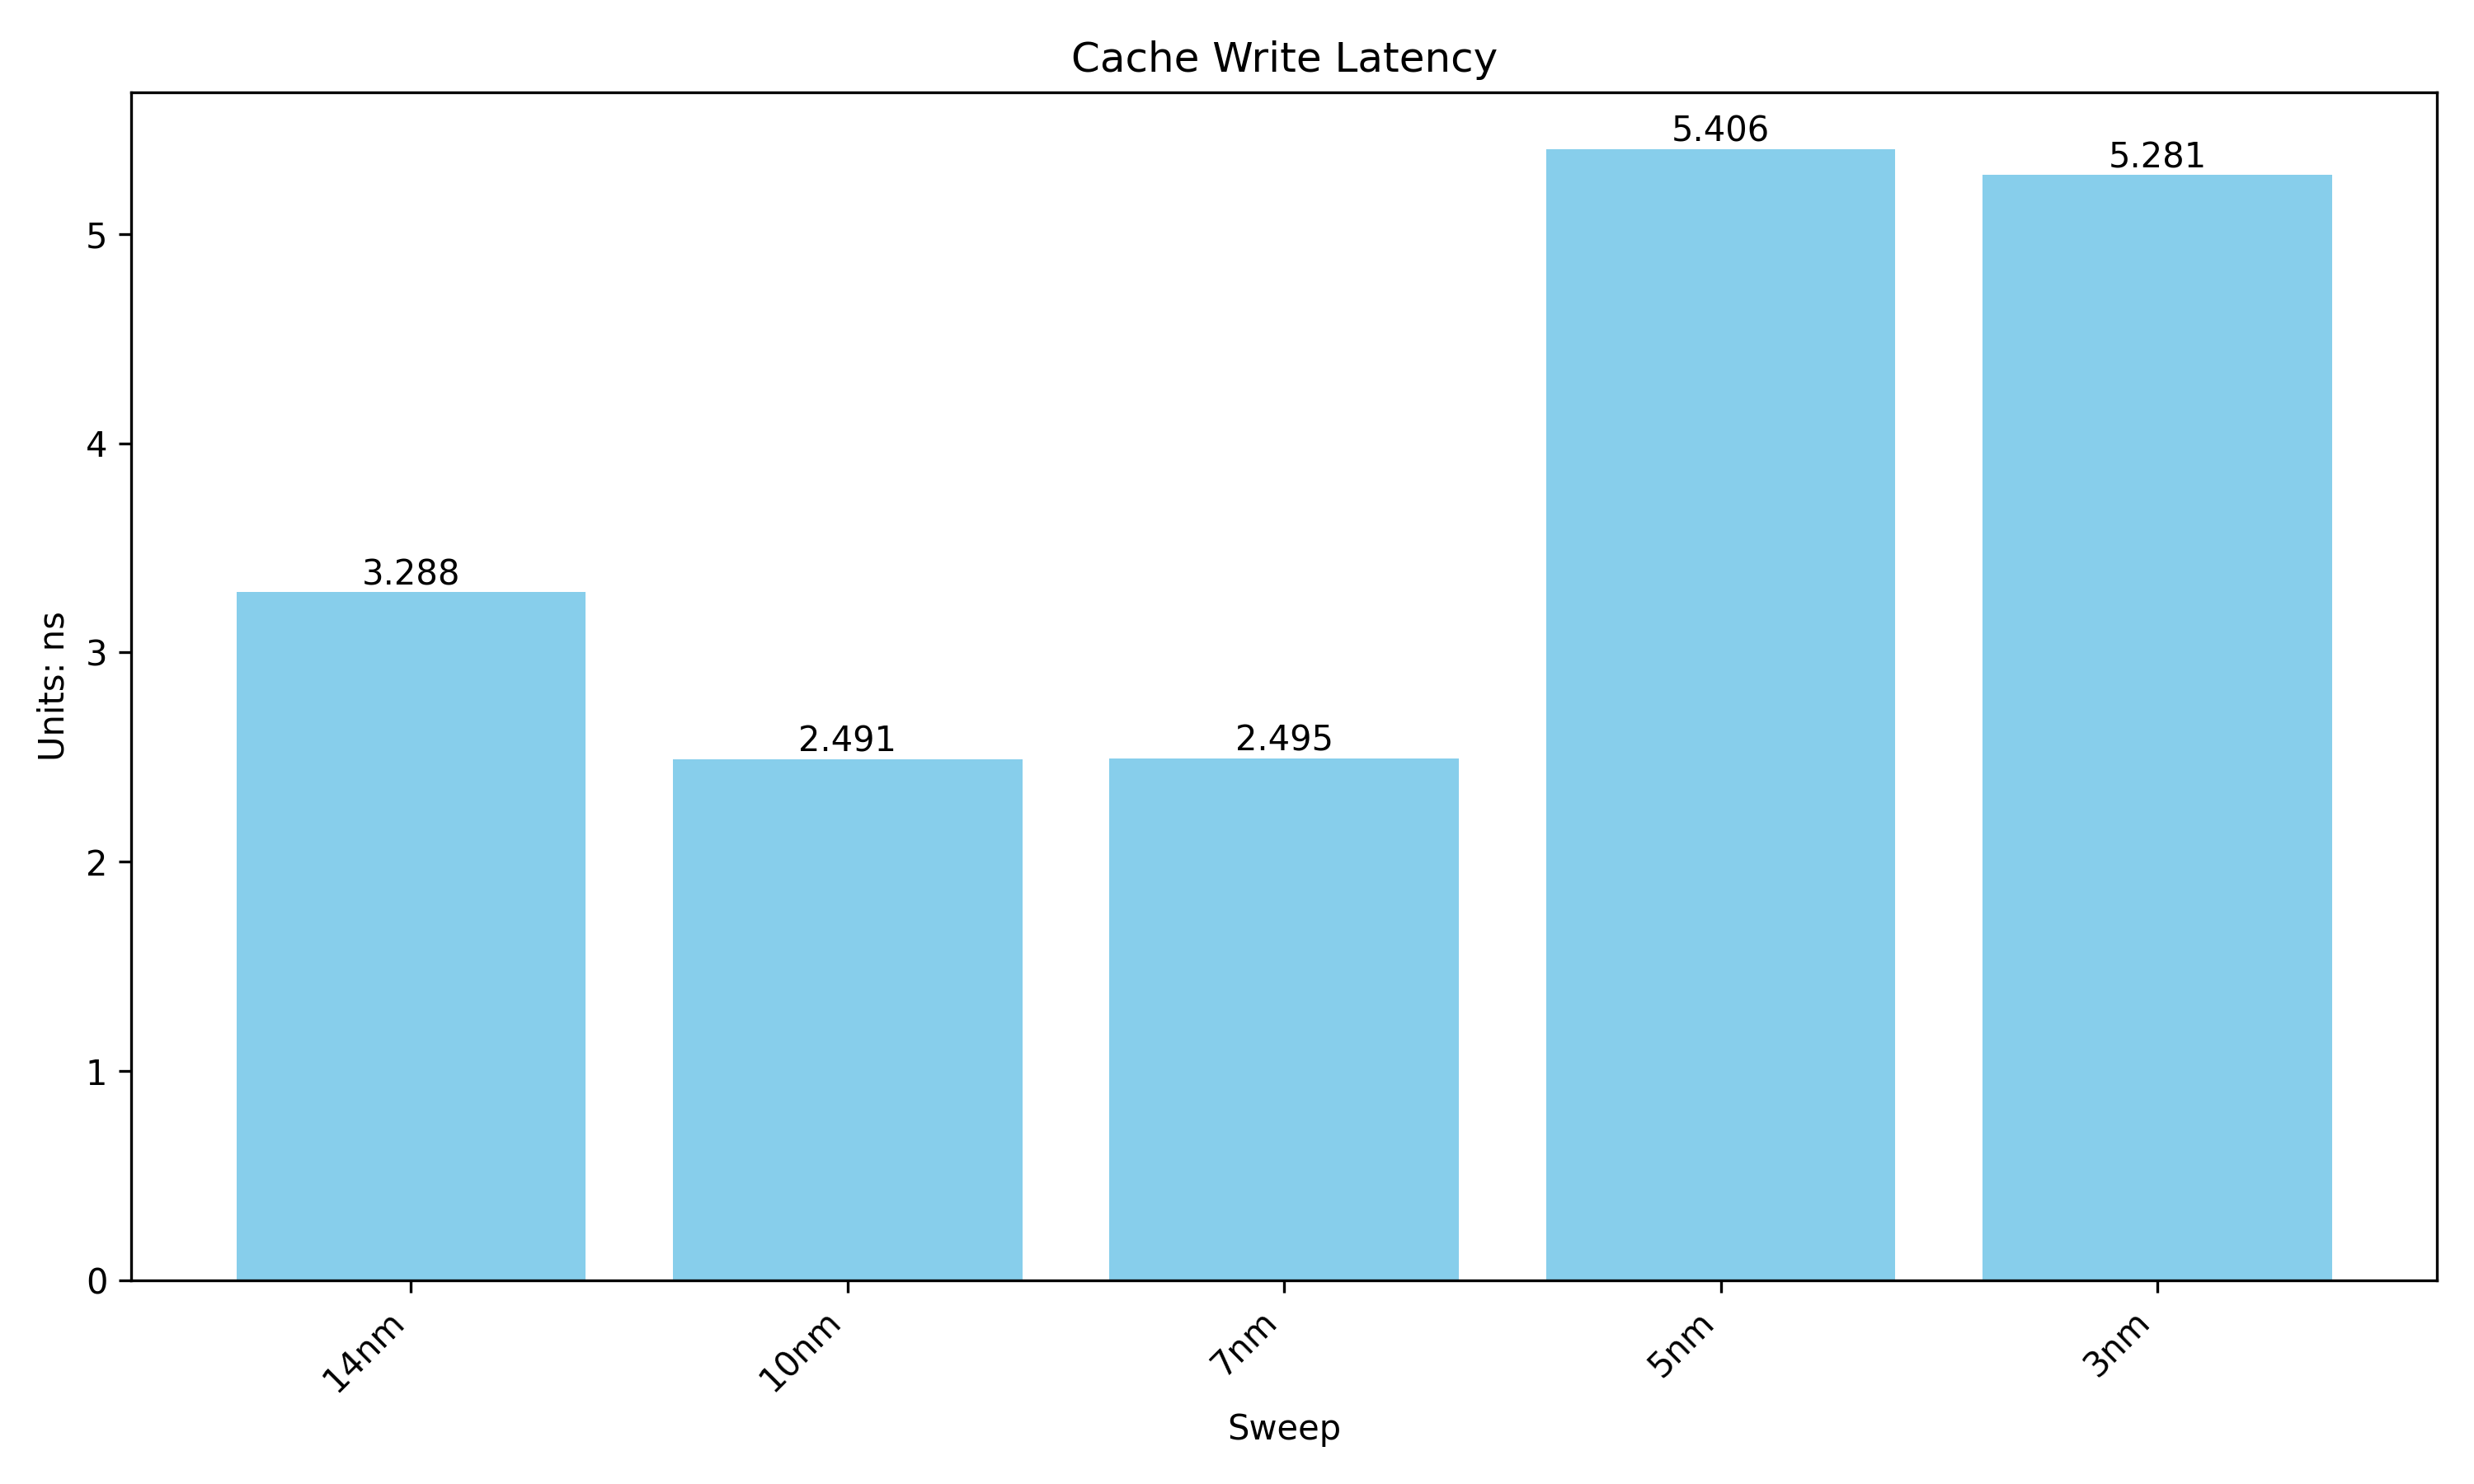 Cache Write Latency
5.406
5.281
5
4
3.288
3
2.491
2.495
2
1
0
Units: ns
14nm
10nm
7nm
5nm
3nm
Sweep